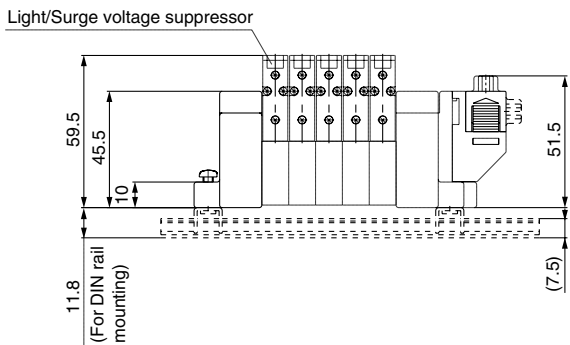 Light/Surge voltage suppressor
59.5
45.5
10
51.5
11.8
(For DIN rail
mounting)
(7.5)